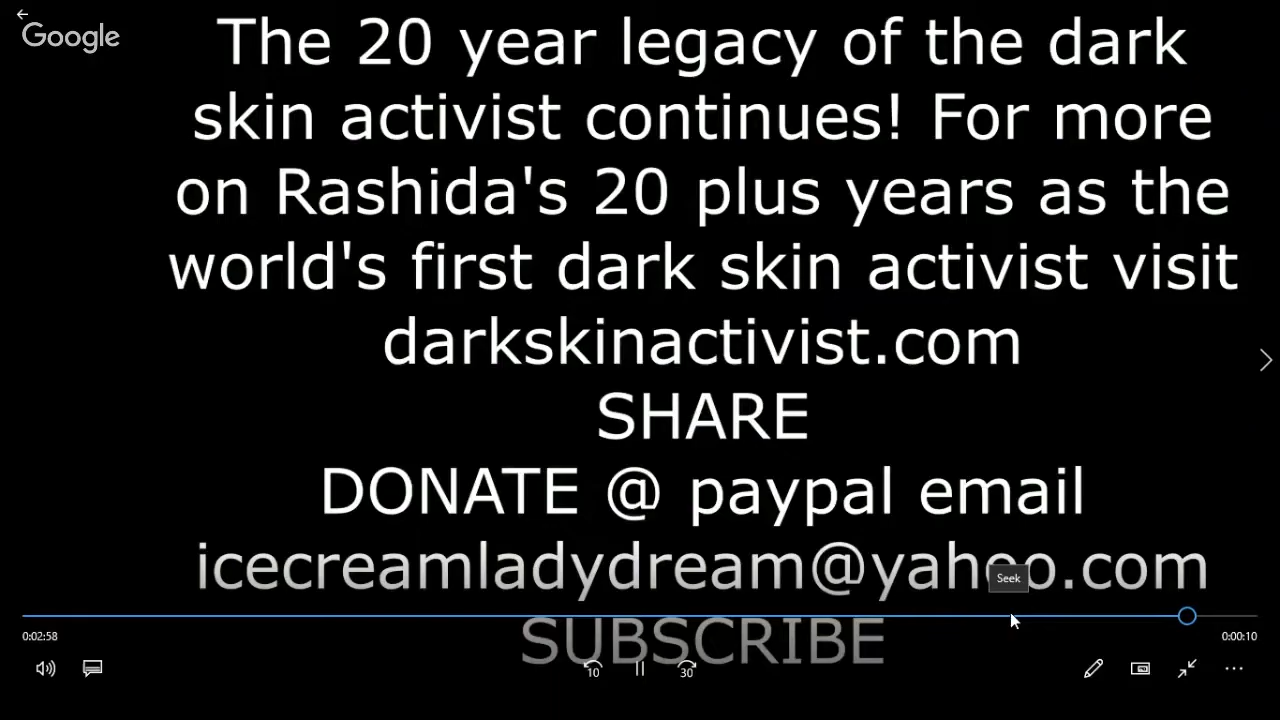 Google
The 20 year legacy of the dark
skin activist continues! For more
on Rashida's 20 plus years as the
world's first dark skin activist visit
darkskinactivist.com
SHARE
DONATE @ paypal email
icecreamladydream@yahoo.com
Seek
0:02:58
0:00:10
SUBSCRIBE
10
30